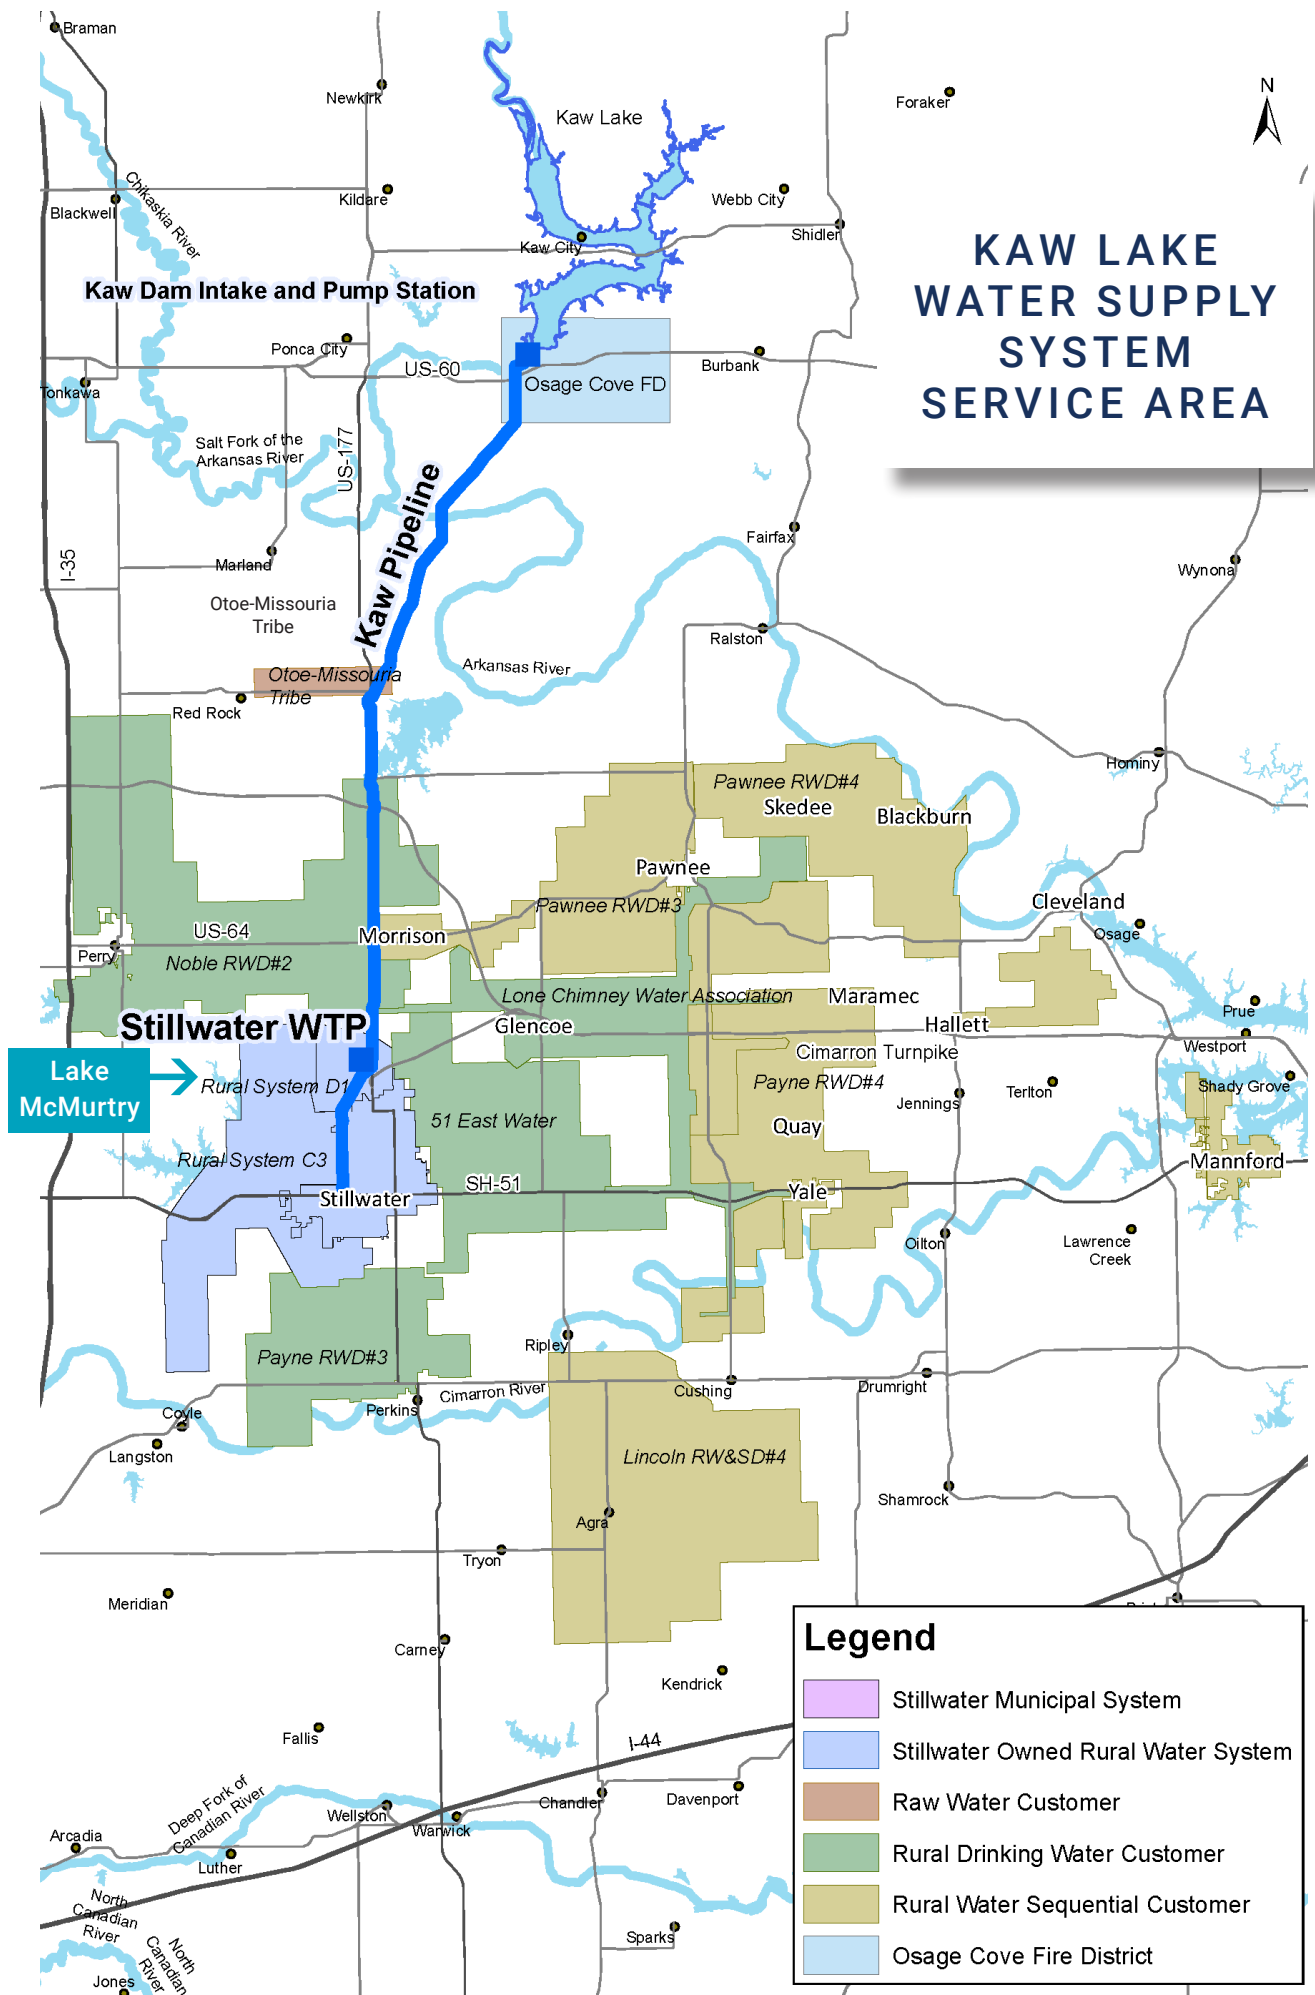 Braman
Newkirk
Kaw Lake
Foraker
N
Chikaskia River
Blackwell
Kildare
Webb City
Shidler
Kaw City
KAW LAKE
WATER SUPPLY
SYSTEM
SERVICE AREA
Kaw Dam Intake and Pump Station
Ponca City
US-60
Burbank
Osage Cove FD
Tonkawa
Salt Fork of the
Arkansas River
US-177
Kaw Pipeline
Fairfax
I-35
Marland
Wynona
Otoe-Missouria
Tribe
Ralston
Arkansas River
Otoe-Missouria
Tribe
Red Rock
Hominy
Pawnee RWD#4
Skedee
Blackburn
Pawnee
Pawnee RWD#3
Cleveland
Osage
US-64
Morrison
Perry
Noble RWD#2
Lone Chimney Water Association
Maramec
Prue
Stillwater WTP
Glencoe
Hallett
Westport
Cimarron Turnpike
Lake
McMurtry
Rural System D1
Payne RWD#4
Shady Grove
Jennings
Terlton
51 East Water
Quay
Rural System C3
Mannford
SH-51
Stillwater
Yale
Oilton
Lawrence
Creek
Ripley
Payne RWD#3
Cimarron River
Cushing
Drumright
Perkins
Coyle
Langston
Lincoln RW&SD#4
Shamrock
Agra
Tryon
Meridian
Carney
Kendrick
Fallis
I-44
Deep Fork of
Canadian River
Wellston
Chandler
Davenport
Warwick
Arcadia
Luther
North
Canadian
River
North
Canadian
River
Sparks
Jones
Legend
Stillwater Municipal System
Stillwater Owned Rural Water System
Raw Water Customer
Rural Drinking Water Customer
Rural Water Sequential Customer
Osage Cove Fire District